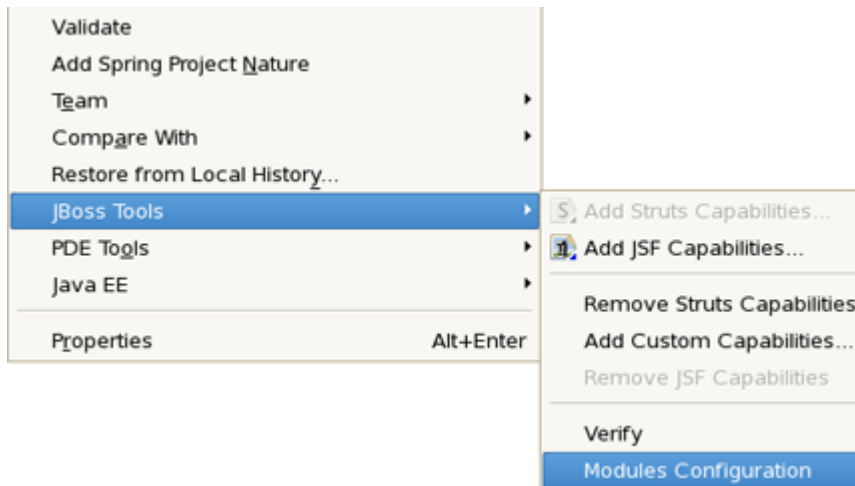 Validate
Add Spring Project Nature
Team
Compare With
Restore from Local History...
JBoss Tools
PDE Tools
Java EE
Properties Alt+Enter
Add Struts Capabilities...
Add JSF Capabilities...
Remove Struts Capabilities
Add Custom Capabilities...
Remove JSF Capabilities
Verify
Modules Configuration